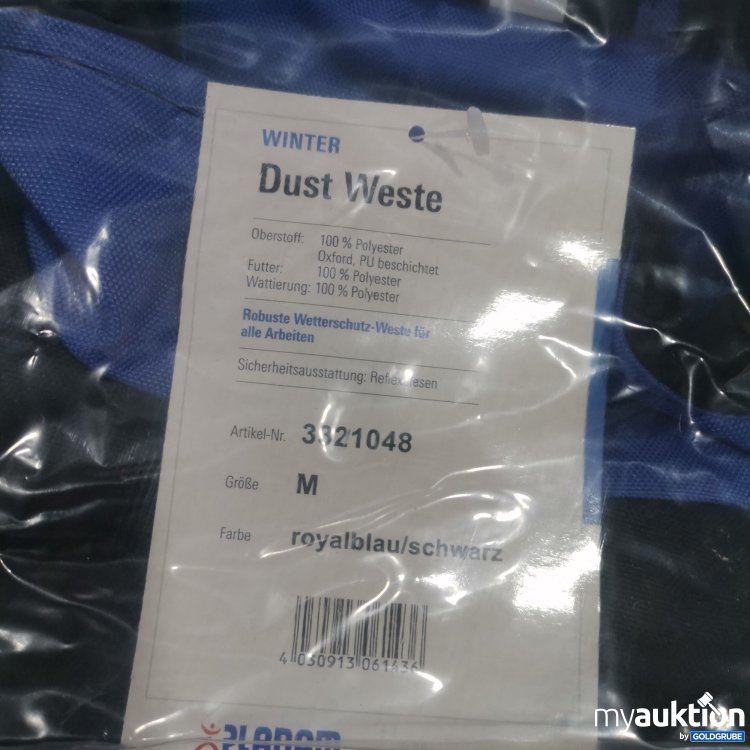 WINTER
Dust Weste
Oberstoff: 100 % Polyester
Oxford, PU beschichtet
Futter: 100 % Polyester
Wattierung: 100 % Polyester
Robuste Wetterschutz-Weste für
alle Arbeiten
Sicherheitsausstattung:
Artikel-Nr. 3321048
Größe M
Farbe royalblau/schwarz
4 030913 061436
PLANAM
myauktion
by GOLDGRUBE